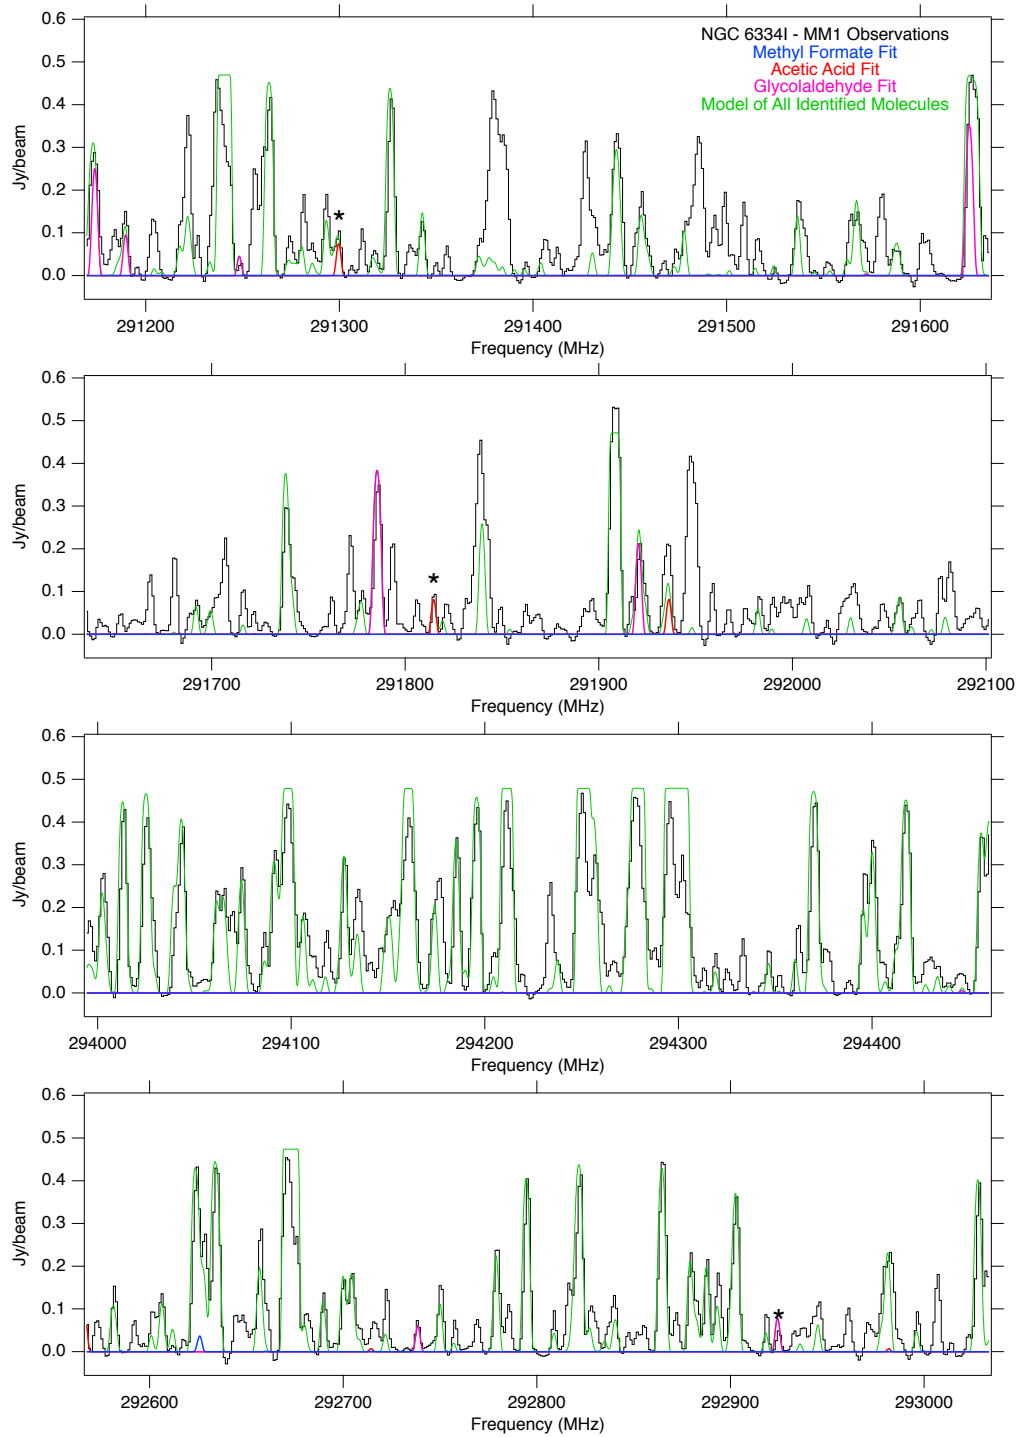 NGC 6334I - MM1 Observations
Methyl Formate Fit
Acetic Acid Fit
Glycolaldehyde Fit
Model of All Identified Molecules
0.6
0.5
0.4
0.3
0.2
0.1
0.0
Jy/beam
*
291200 291300 291400 291500 291600
Frequency (MHz)
0.6
0.5
0.4
0.3
0.2
0.1
0.0
Jy/beam
*
291700 291800 291900 292000 292100
Frequency (MHz)
0.6
0.5
0.4
0.3
0.2
0.1
0.0
Jy/beam
294000 294100 294200 294300 294400
Frequency (MHz)
0.6
0.5
0.4
0.3
0.2
0.1
0.0
Jy/beam
*
292600 292700 292800 292900 293000
Frequency (MHz)